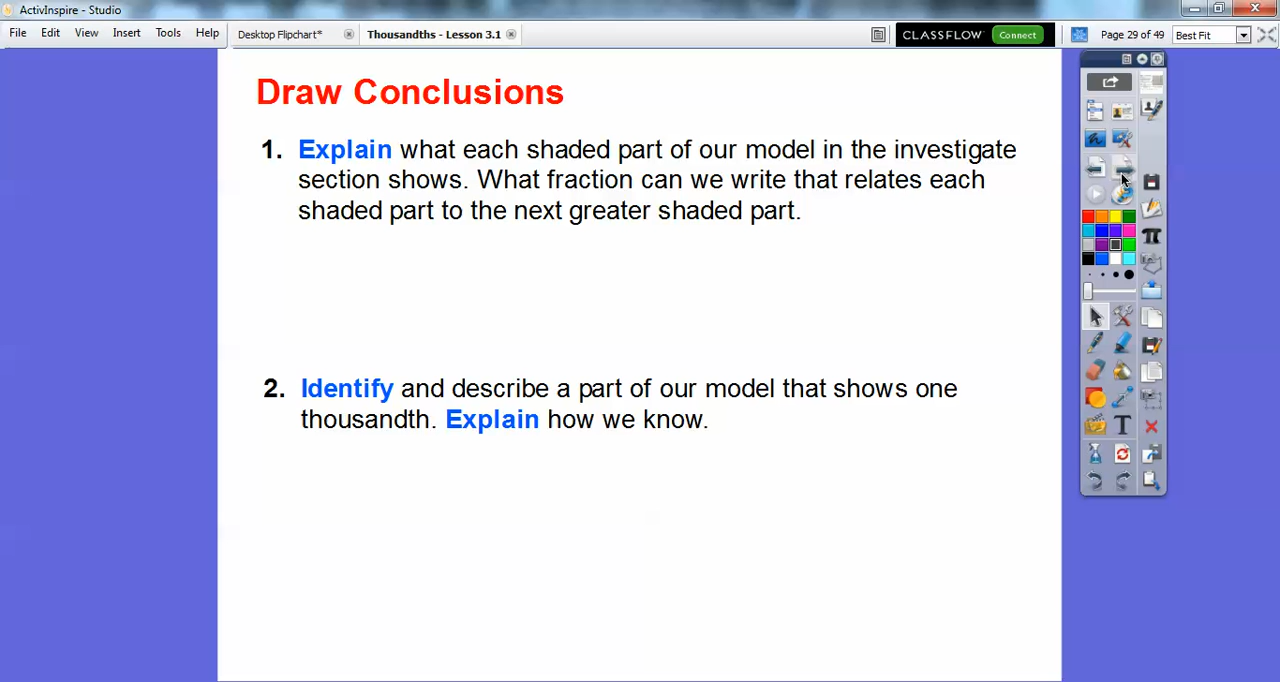 ActivInspire - Studio
File Edit View Insert Tools Help
Desktop Flipchart* Thousandths - Lesson 3.1
CLASSFLOW Connect
Page 29 of 49 Best Fit
Draw Conclusions
1. Explain what each shaded part of our model in the investigate
section shows. What fraction can we write that relates each
shaded part to the next greater shaded part.
2. Identify and describe a part of our model that shows one
thousandth. Explain how we know.